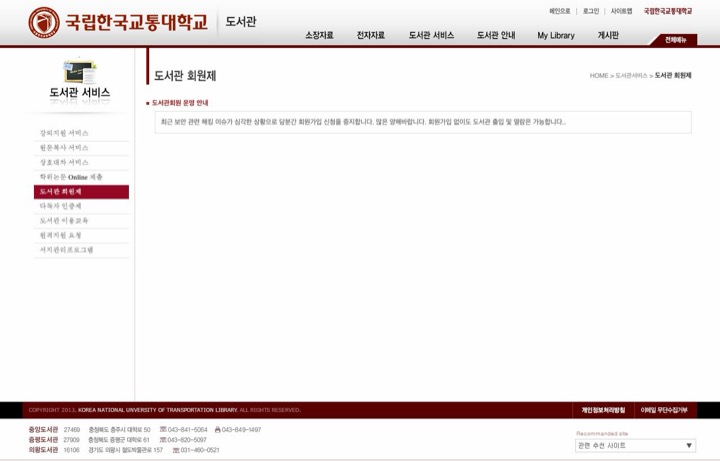 메인으로 | 로그인 | 사이트맵 국립한국교통대학교
국립한국교통대학교 도서관
소장자료 전자자료 도서관 서비스 도서관 안내 My Library 게시판
전체메뉴
도서관 서비스
강의지원 서비스
원문복사 서비스
상호대차 서비스
학위논문 Online 제출
도서관 회원제
다독자 인증제
도서관 이용교육
원격지원 요청
서지관리프로그램
도서관 회원제
HOME > 도서관서비스 > 도서관 회원제
도서관회원 운영 안내
최근 보안 관련 해킹 이슈가 심각한 상황으로 당분간 회원가입 신청을 중지합니다. 많은 양해바랍니다. 회원가입 없이도 도서관 출입 및 열람은 가능합니다..
COPYRIGHT 2013. KOREA NATIONAL UNIVERSITY OF TRANSPORTATION LIBRARY. ALL RIGHTS RESERVED.
개인정보처리방침 이메일 무단수집거부
중앙도서관 27469 충청북도 충주시 대학로 50 ☏ 043-841-5064 043-849-1497
증평도서관 27909 충청북도 증평군 대학로 61 ☏ 043-820-5097
의왕도서관 16106 경기도 의왕시 철도박물관로 157 ☏ 031-460-0521
Recommended site
관련 추천 사이트 ▼